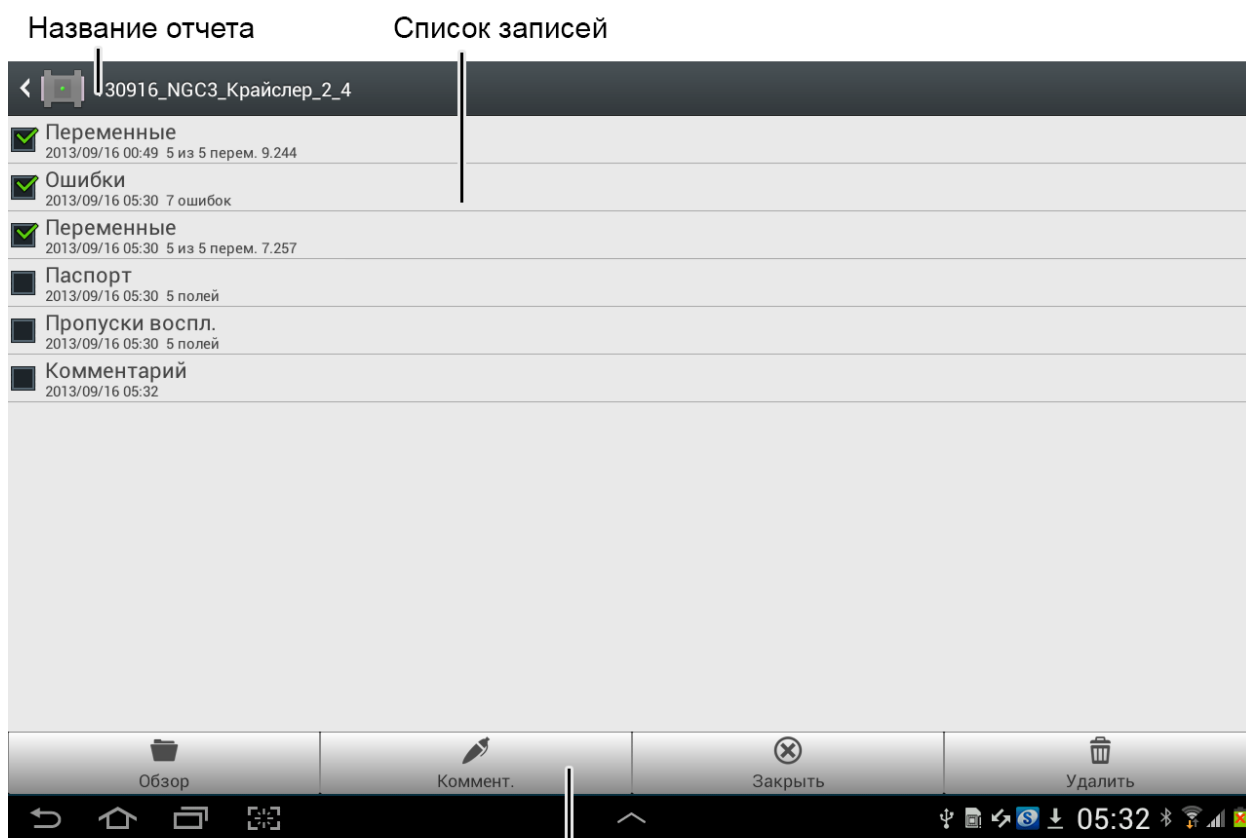 Название отчета
Список записей
30916_NGC3_Крайслер_2_4
Переменные
2013/09/16 00:49 5 из 5 перем. 9.244
Ошибки
2013/09/16 05:30 7 ошибок
Переменные
2013/09/16 05:30 5 из 5 перем. 7.257
Паспорт
2013/09/16 05:30 5 полей
Пропуски воспл.
2013/09/16 05:30 5 полей
Комментарий
2013/09/16 05:32
Обзор
Коммент.
Закрыть
Удалить
05:32